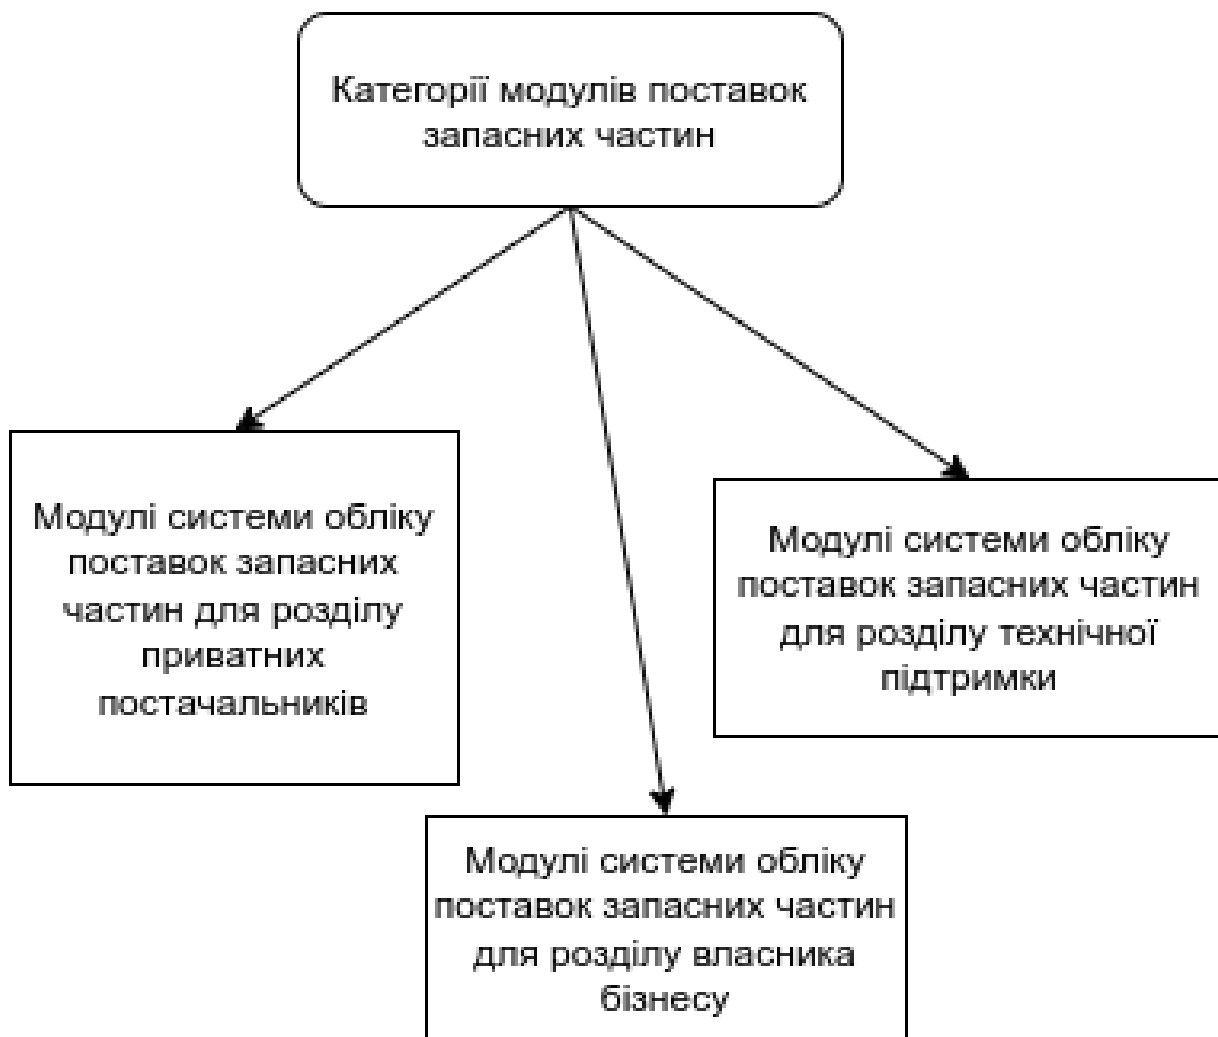 Категорії модулів поставок
запасних частин
Модулі системи обліку
поставок запасних
частин для розділу
приватних
постачальників
Модулі системи обліку
поставок запасних частин
для розділу технічної
підтримки
Модулі системи обліку
поставок запасних частин
для розділу власника
бізнесу